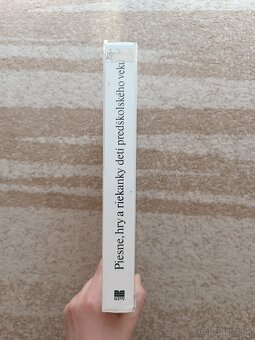 Piesne, hry a riekanky detí predškolského veku